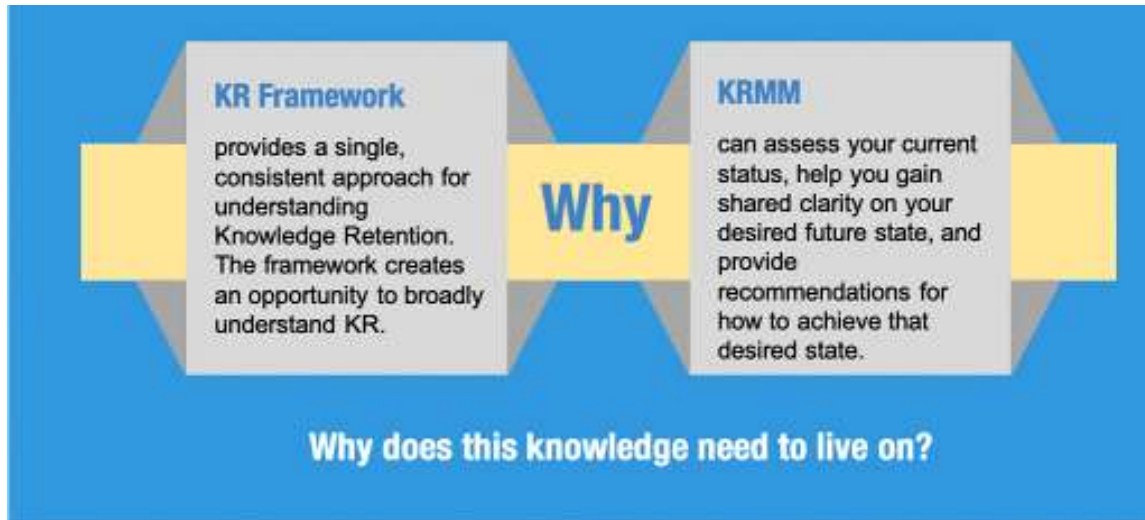 KR Framework
provides a single,
consistent approach for
understanding
Knowledge Retention.
The framework creates
an opportunity to broadly
understand KR.
Why
KRMM
can assess your current
status, help you gain
shared clarity on your
desired future state, and
provide
recommendations for
how to achieve that
desired state.
Why does this knowledge need to live on?